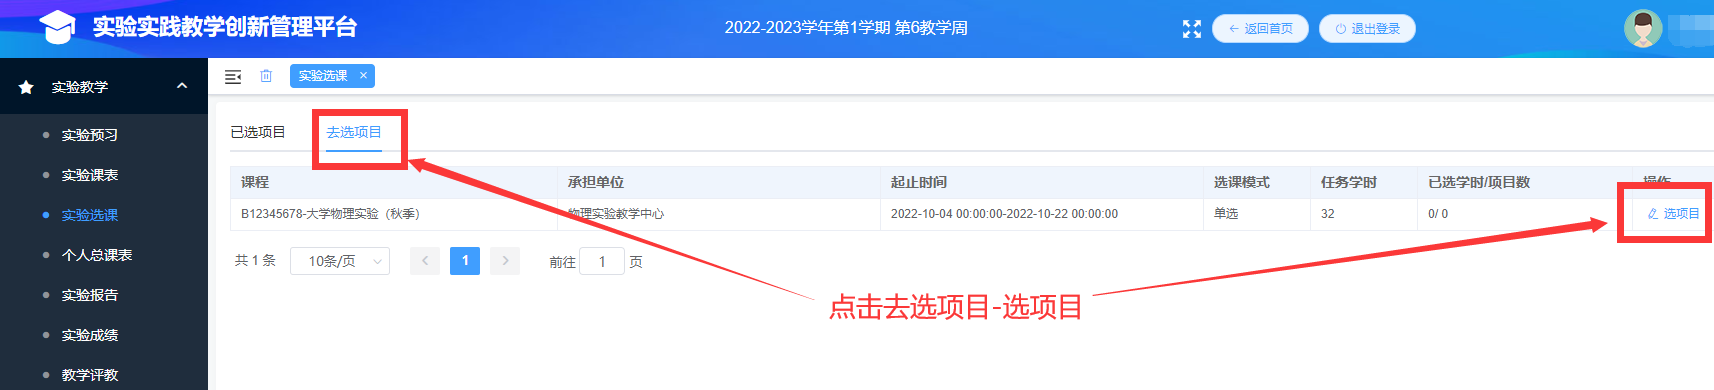 实验实践教学创新管理平台
2022-2023学年第1学期 第6教学周
返回首页
退出登录
实验教学
实验选课
实验预习
实验课表
实验选课
个人总课表
实验报告
实验成绩
教学评教
已选项目 去选项目
课程 承担单位 起止时间 选课模式 任务学时 已选学时/项目数 操作
B12345678-大学物理实验（秋季） 物理实验教学中心 2022-10-04 00:00:00-2022-10-22 00:00:00 单选 32 0/ 0 选项目
共 1 条 10条/页 1 前往 1 页
点击去选项目-选项目